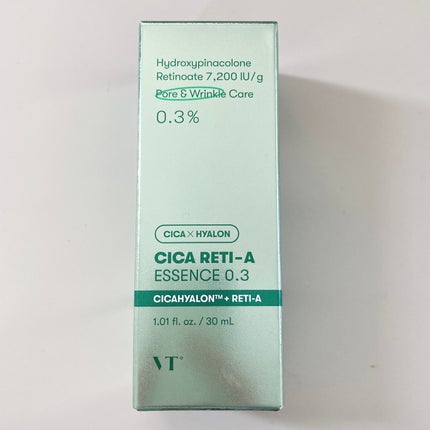 Hydroxypinacolone
Retinoate 7,200 IU/g
Pore & Wrinkle Care
0.3%
CICA × HYALON
CICA RETI-A
ESSENCE 0.3
CICAHYALON™ + RETI-A
1.01 fl. oz. / 30 mL
VT